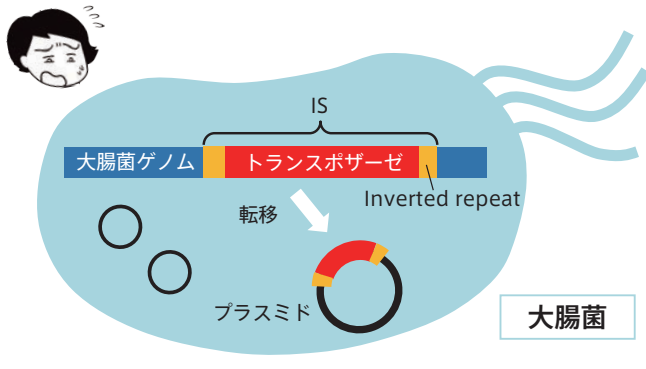 IS
大腸菌ゲノム
トランスポザーゼ
Inverted repeat
転移
プラスミド
大腸菌